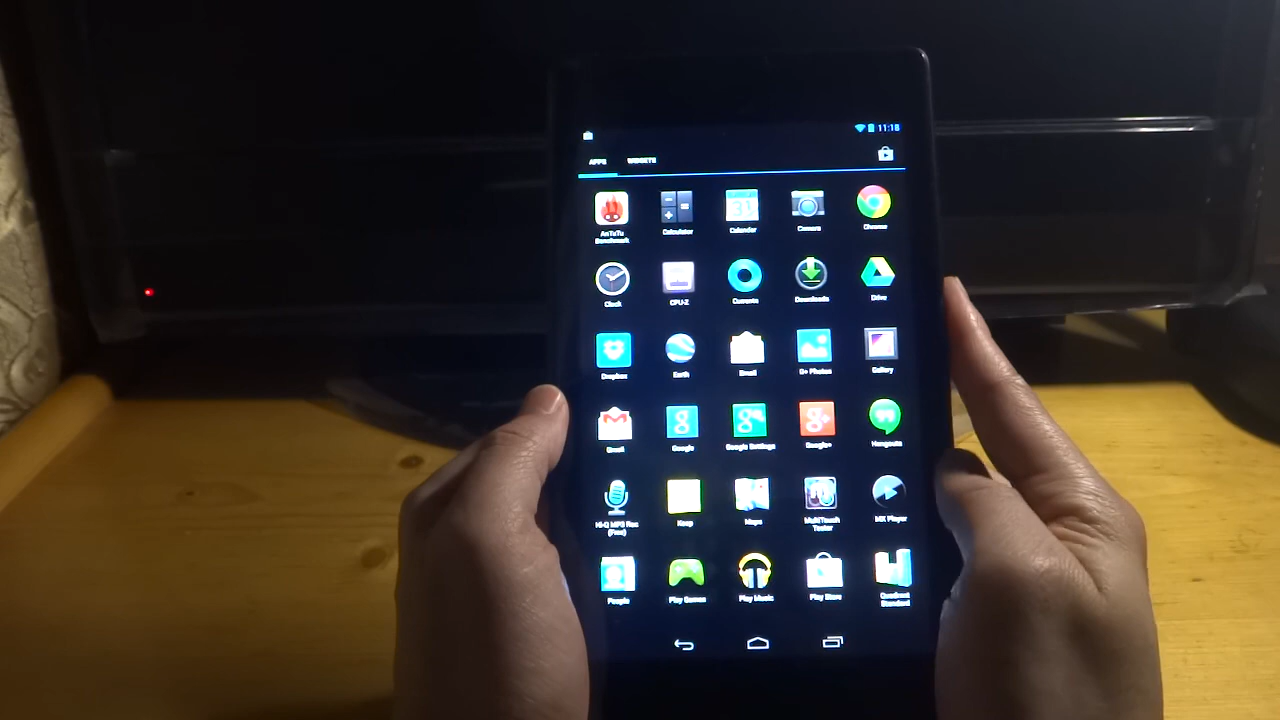 11:18
APPS WIDGETS
AnTuTu
Benchmark
Calculator
31
Calendar
Camera
Chrome
Clock
CPU-Z
Currents
Downloads
Drive
Dropbox
Earth
Email
G+ Photos
Gallery
Gmail
Google
Google Settings
Google+
Hangouts
Hi-Q MP3 Rec
(Free)
Keep
Maps
MultiTouch
Tester
MX Player
People
Play Games
Play Music
Play Store
Quadrant
Standard